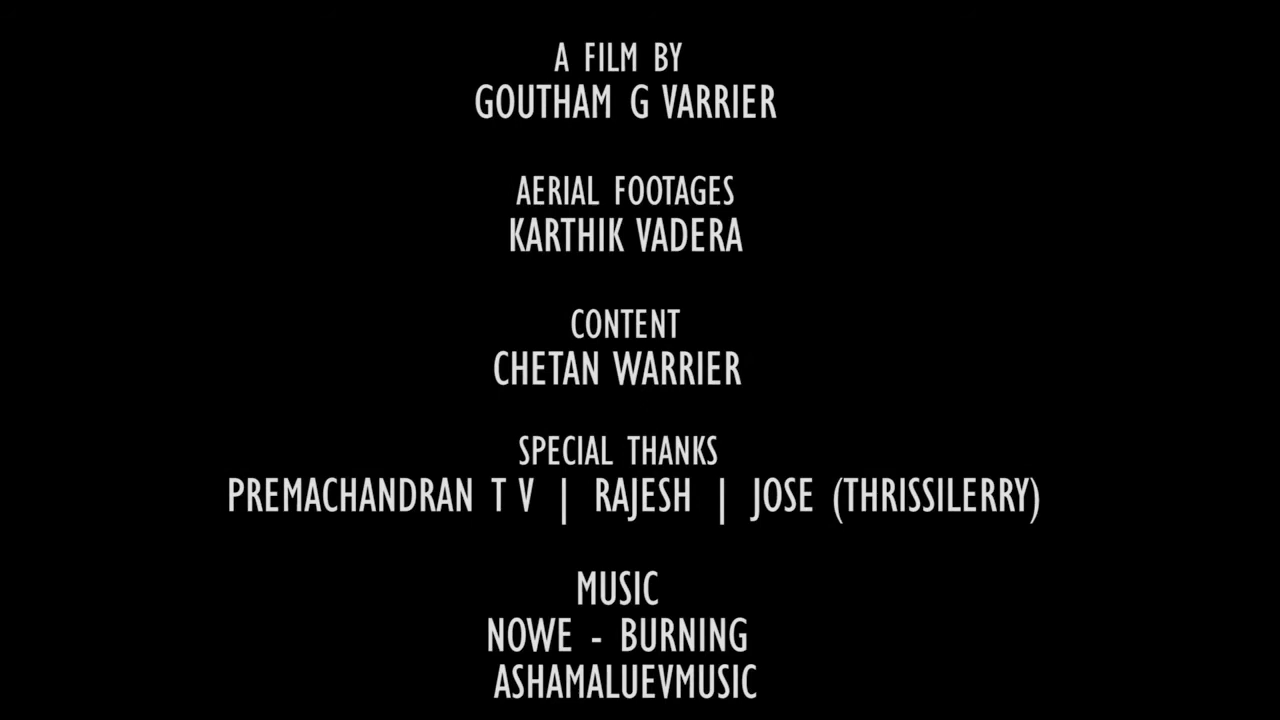 A FILM BY
GOUTHAM G VARRIER
AERIAL FOOTAGES
KARTHIK VADERA
CONTENT
CHETAN WARRIER
SPECIAL THANKS
PREMACHANDRAN T V | RAJESH | JOSE (THRISSILERRY)
MUSIC
NOWE - BURNING
ASHAMALUEVMUSIC